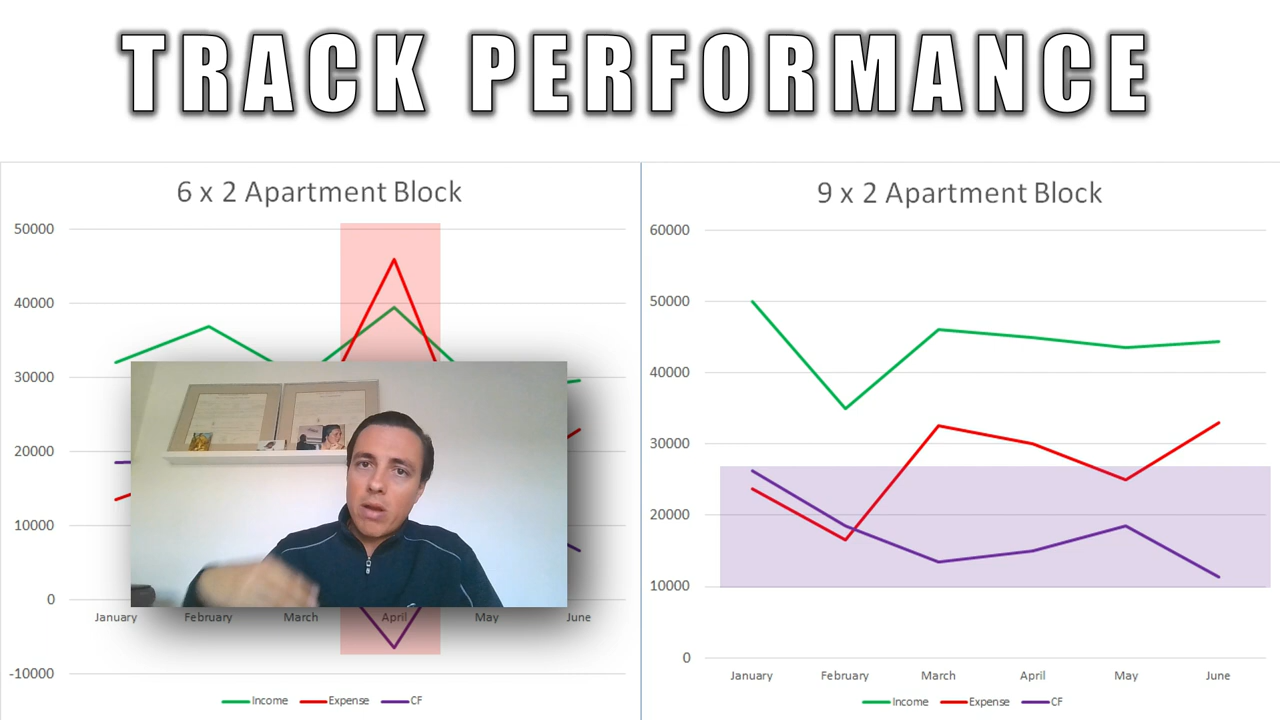 TRACK PERFORMANCE
6 x 2 Apartment Block
50000
40000
30000
20000
10000
0
-10000
January February March April May June
Income Expense CF
9 x 2 Apartment Block
60000
50000
40000
30000
20000
10000
0
January February March April May June
Income Expense CF